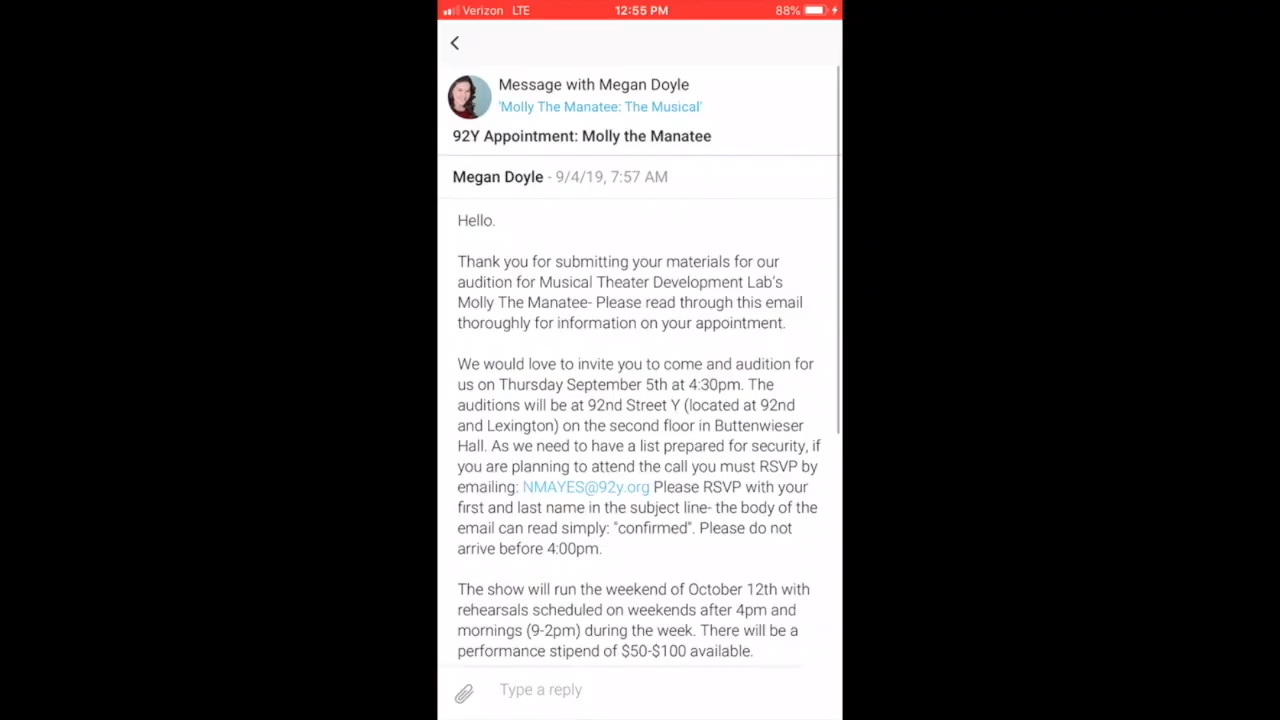 Verizon LTE 12:55 PM 88%
Message with Megan Doyle
'Molly The Manatee: The Musical'
92Y Appointment: Molly the Manatee
Megan Doyle - 9/4/19, 7:57 AM
Hello.
Thank you for submitting your materials for our
audition for Musical Theater Development Lab's
Molly The Manatee- Please read through this email
thoroughly for information on your appointment.
We would love to invite you to come and audition for
us on Thursday September 5th at 4:30pm. The
auditions will be at 92nd Street Y (located at 92nd
and Lexington) on the second floor in Buttenwieser
Hall. As we need to have a list prepared for security, if
you are planning to attend the call you must RSVP by
emailing: NMAYES@92y.org Please RSVP with your
first and last name in the subject line- the body of the
email can read simply: "confirmed". Please do not
arrive before 4:00pm.
The show will run the weekend of October 12th with
rehearsals scheduled on weekends after 4pm and
mornings (9-2pm) during the week. There will be a
performance stipend of $50-$100 available.
Type a reply